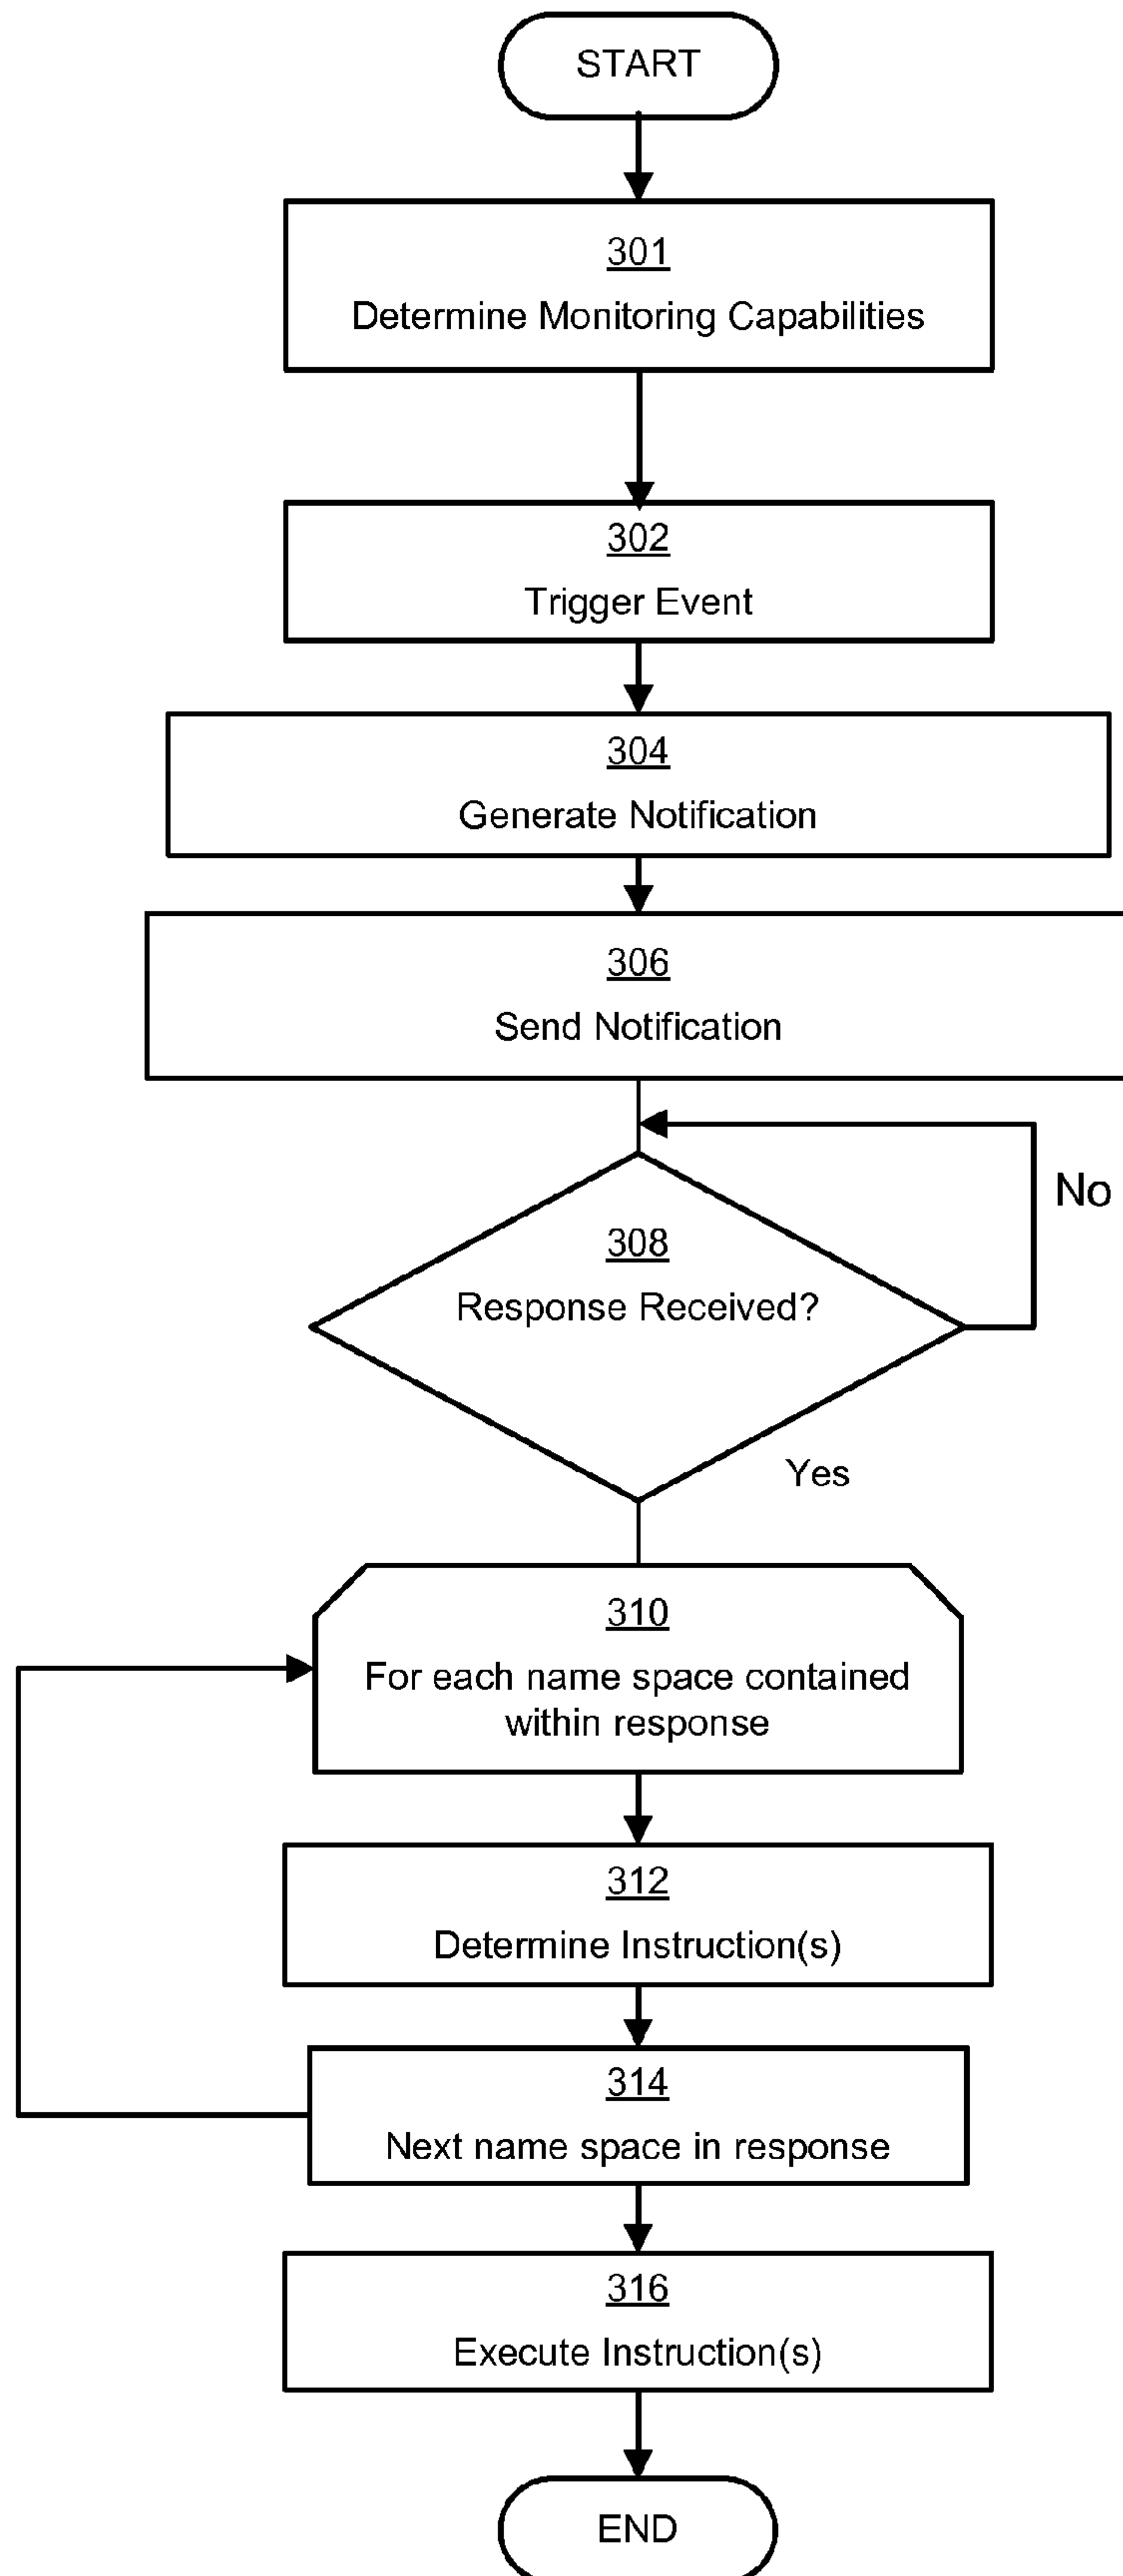 START
301
Determine Monitoring Capabilities
302
Trigger Event
304
Generate Notification
306
Send Notification
No
308
Response Received?
Yes
310
For each name space contained
within response
312
Determine Instruction(s)
314
Next name space in response
316
Execute Instruction(s)
END